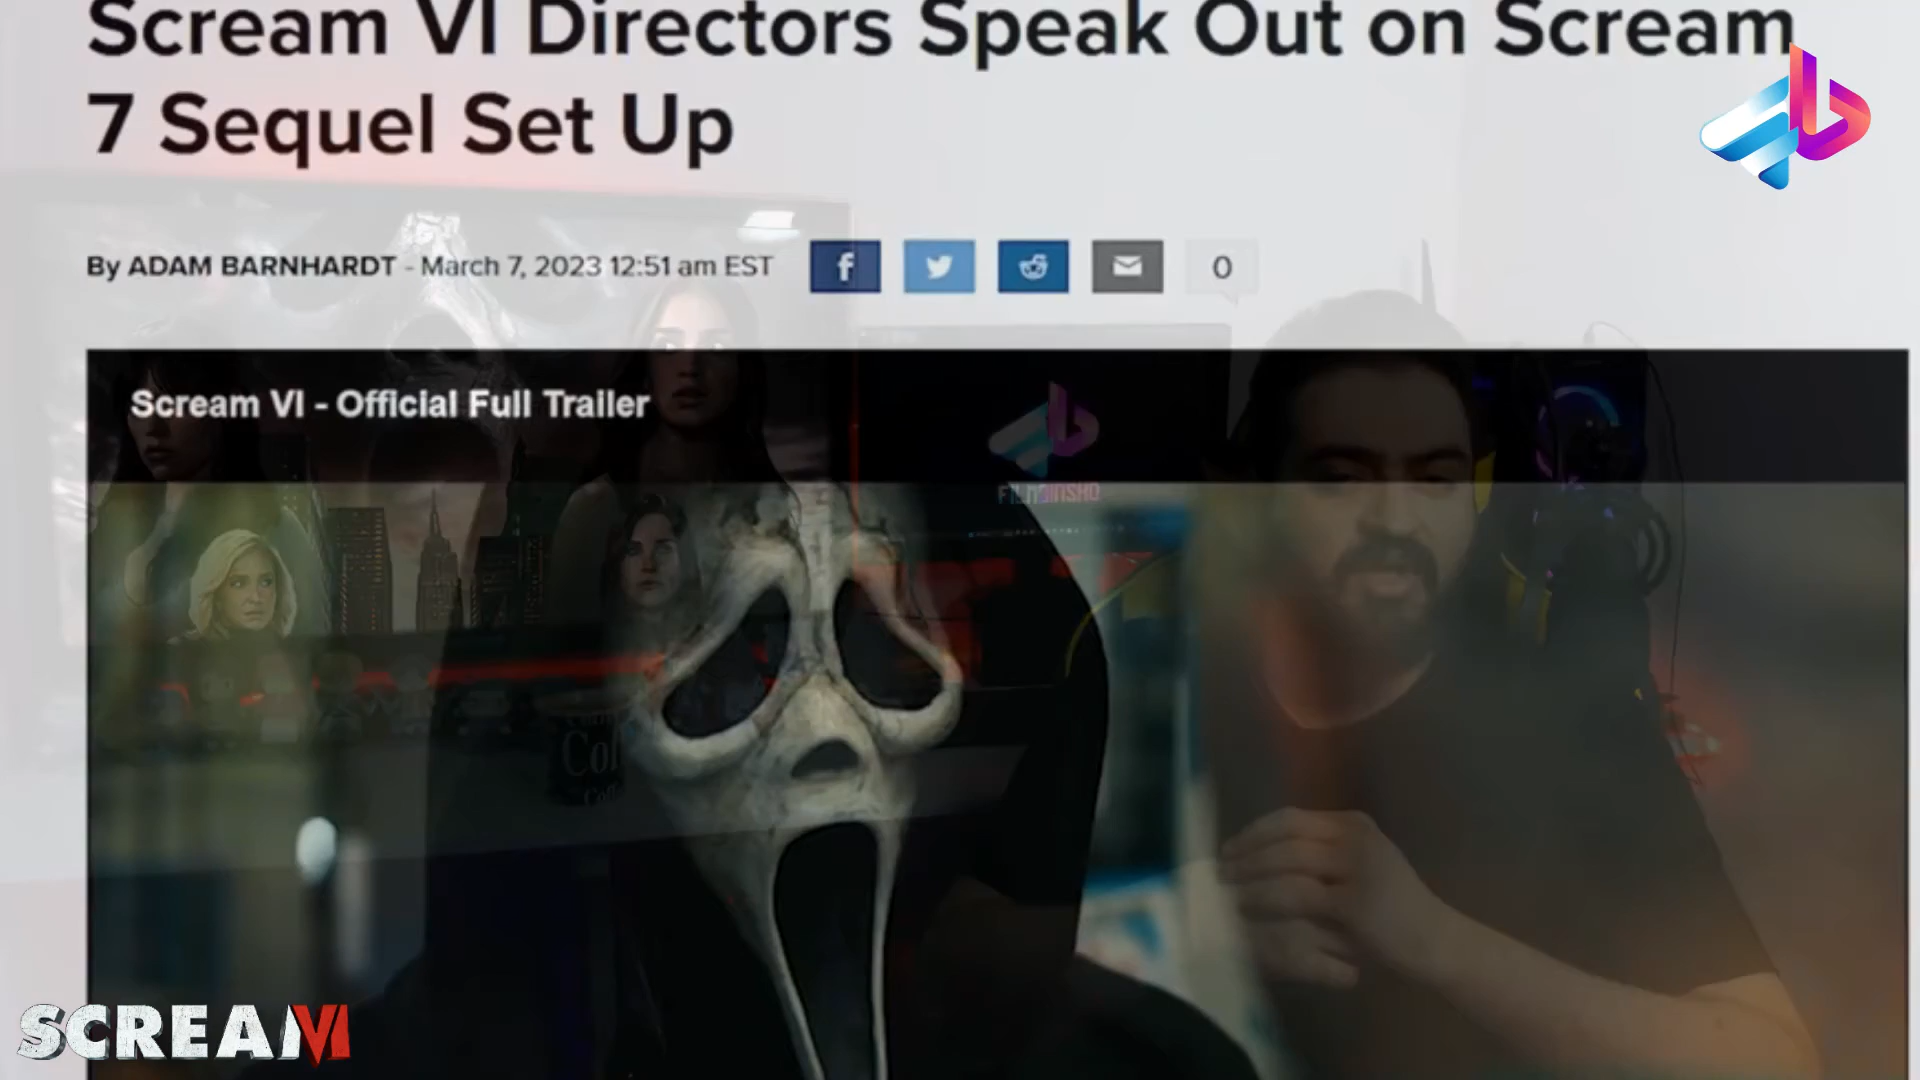 Scream VI Directors Speak Out on Scream
7 Sequel Set Up
By ADAM BARNHARDT - March 7, 2023 12:51 am EST
0
Scream VI - Official Full Trailer
SCREAM VI